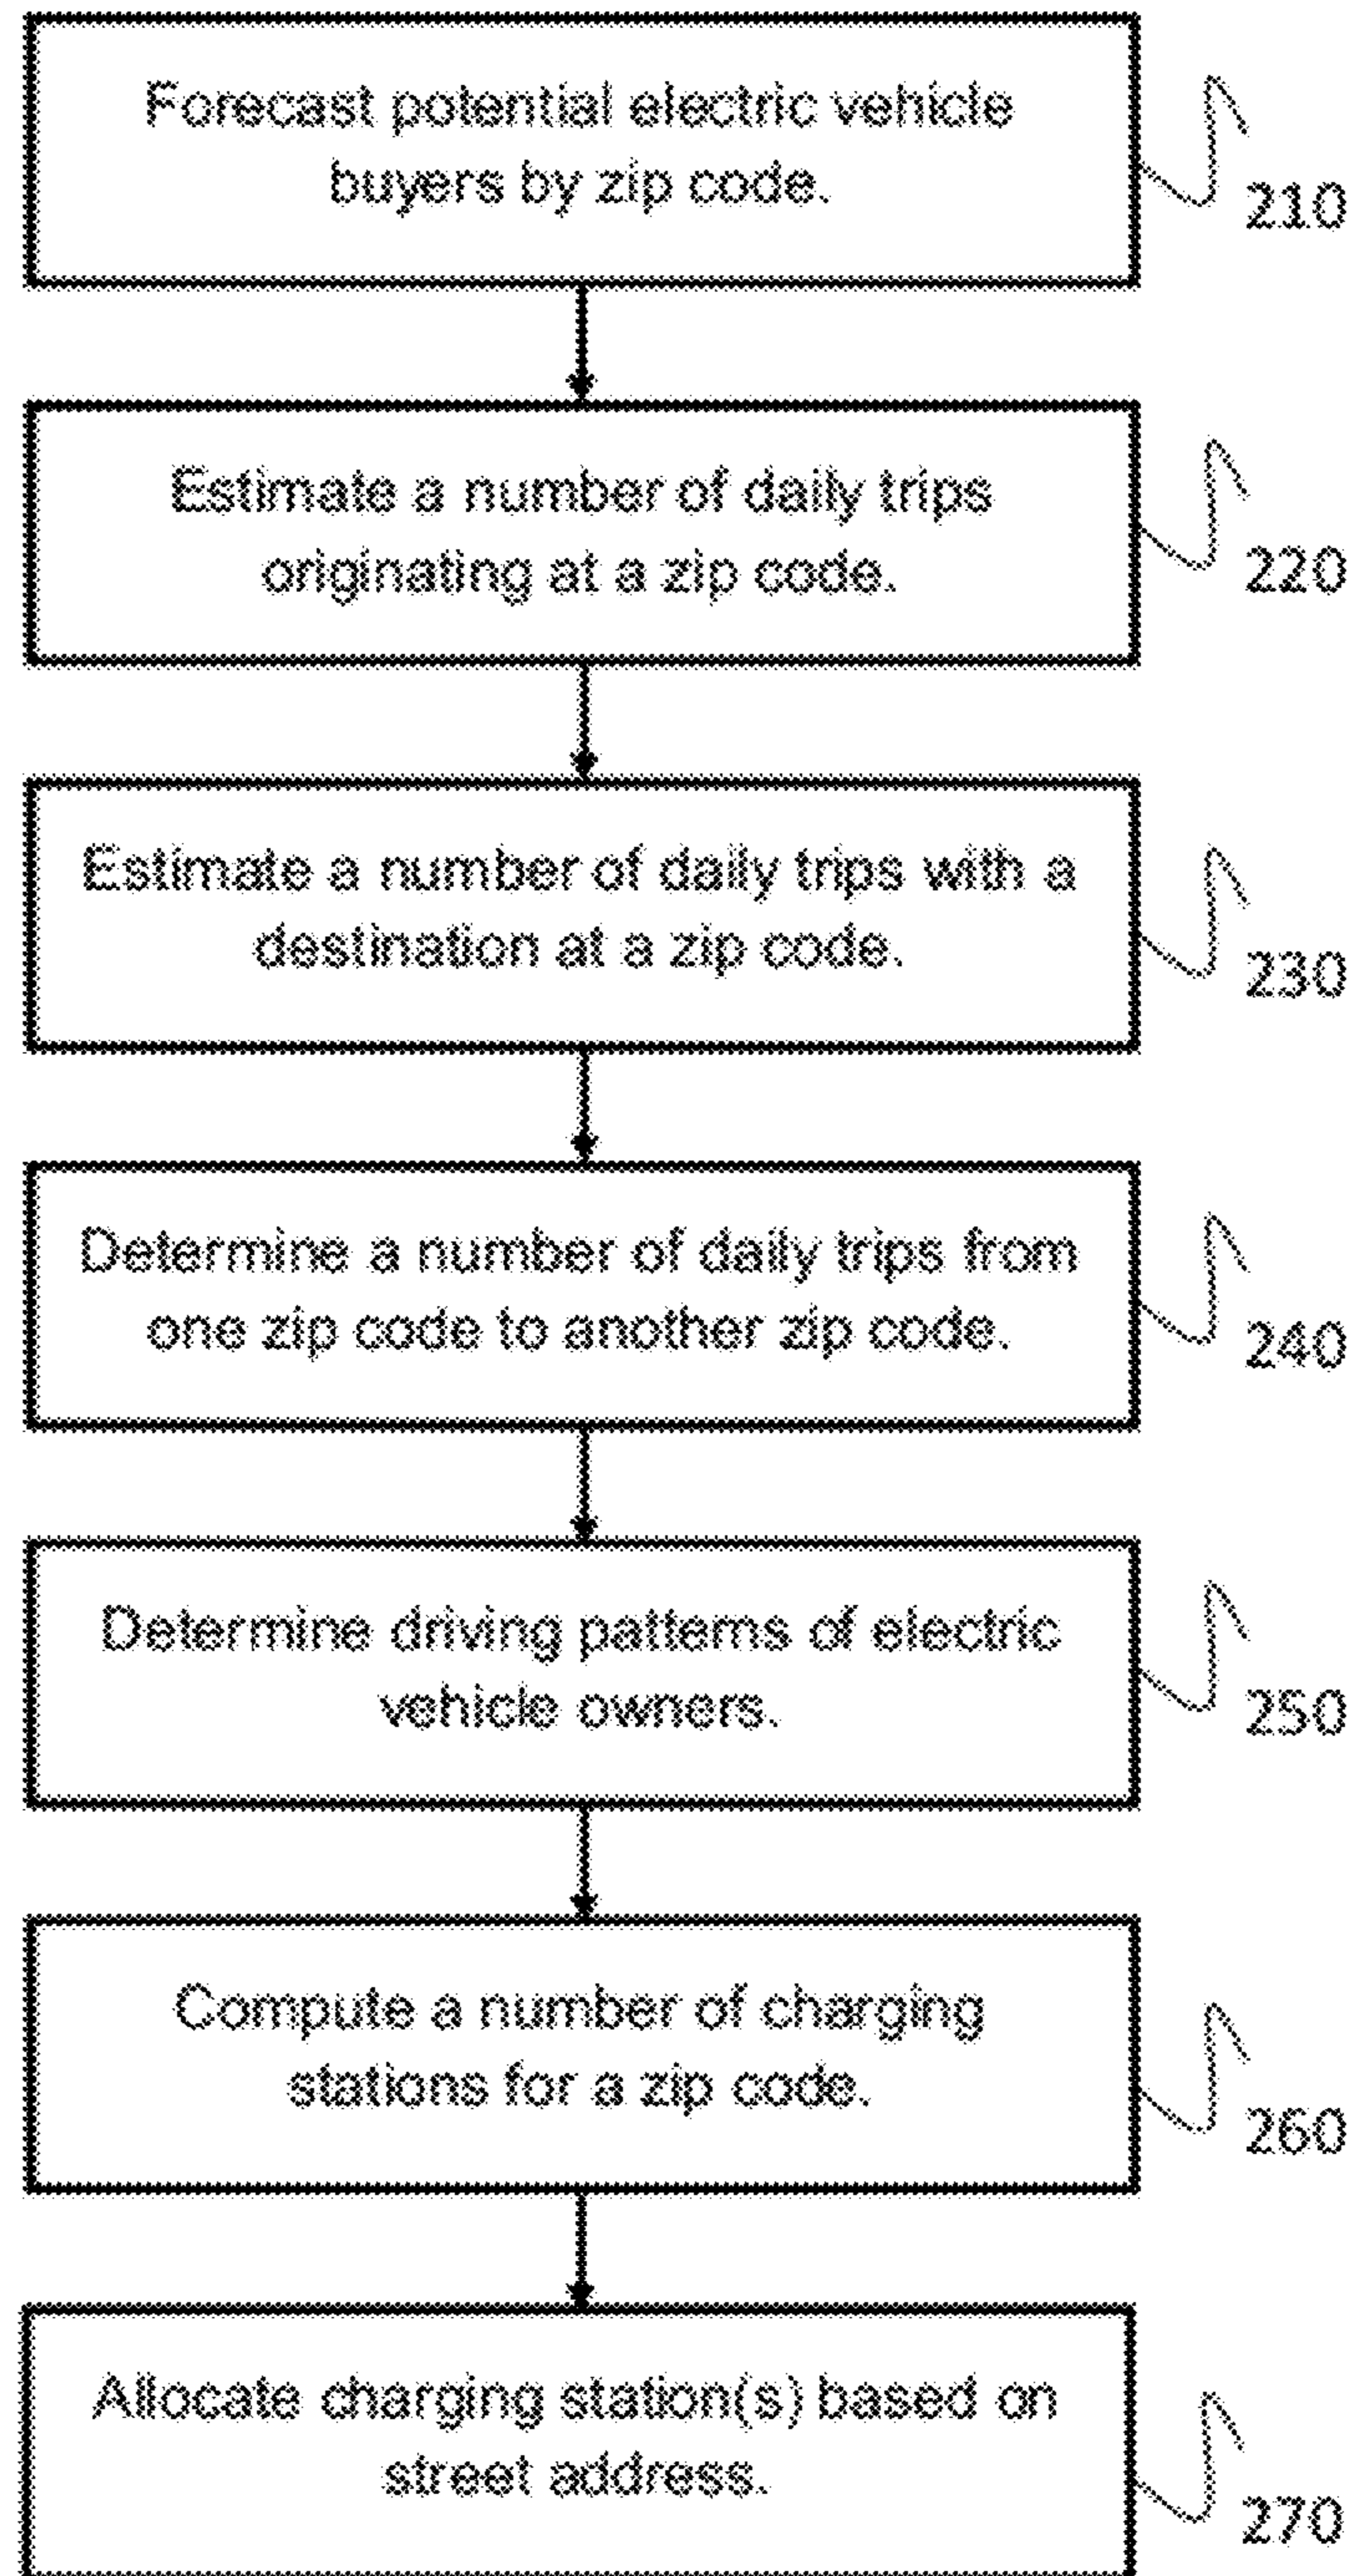 Forecast potential electric vehicle
buyers by zip code.
210
Estimate a number of daily trips
originating at a zip code.
220
Estimate a number of daily trips with a
destination at a zip code.
230
Determine a number of daily trips from
one zip code to another zip code.
240
Determine driving patterns of electric
vehicle owners.
250
Compute a number of charging
stations for a zip code.
260
Allocate charging station(s) based on
street address.
270